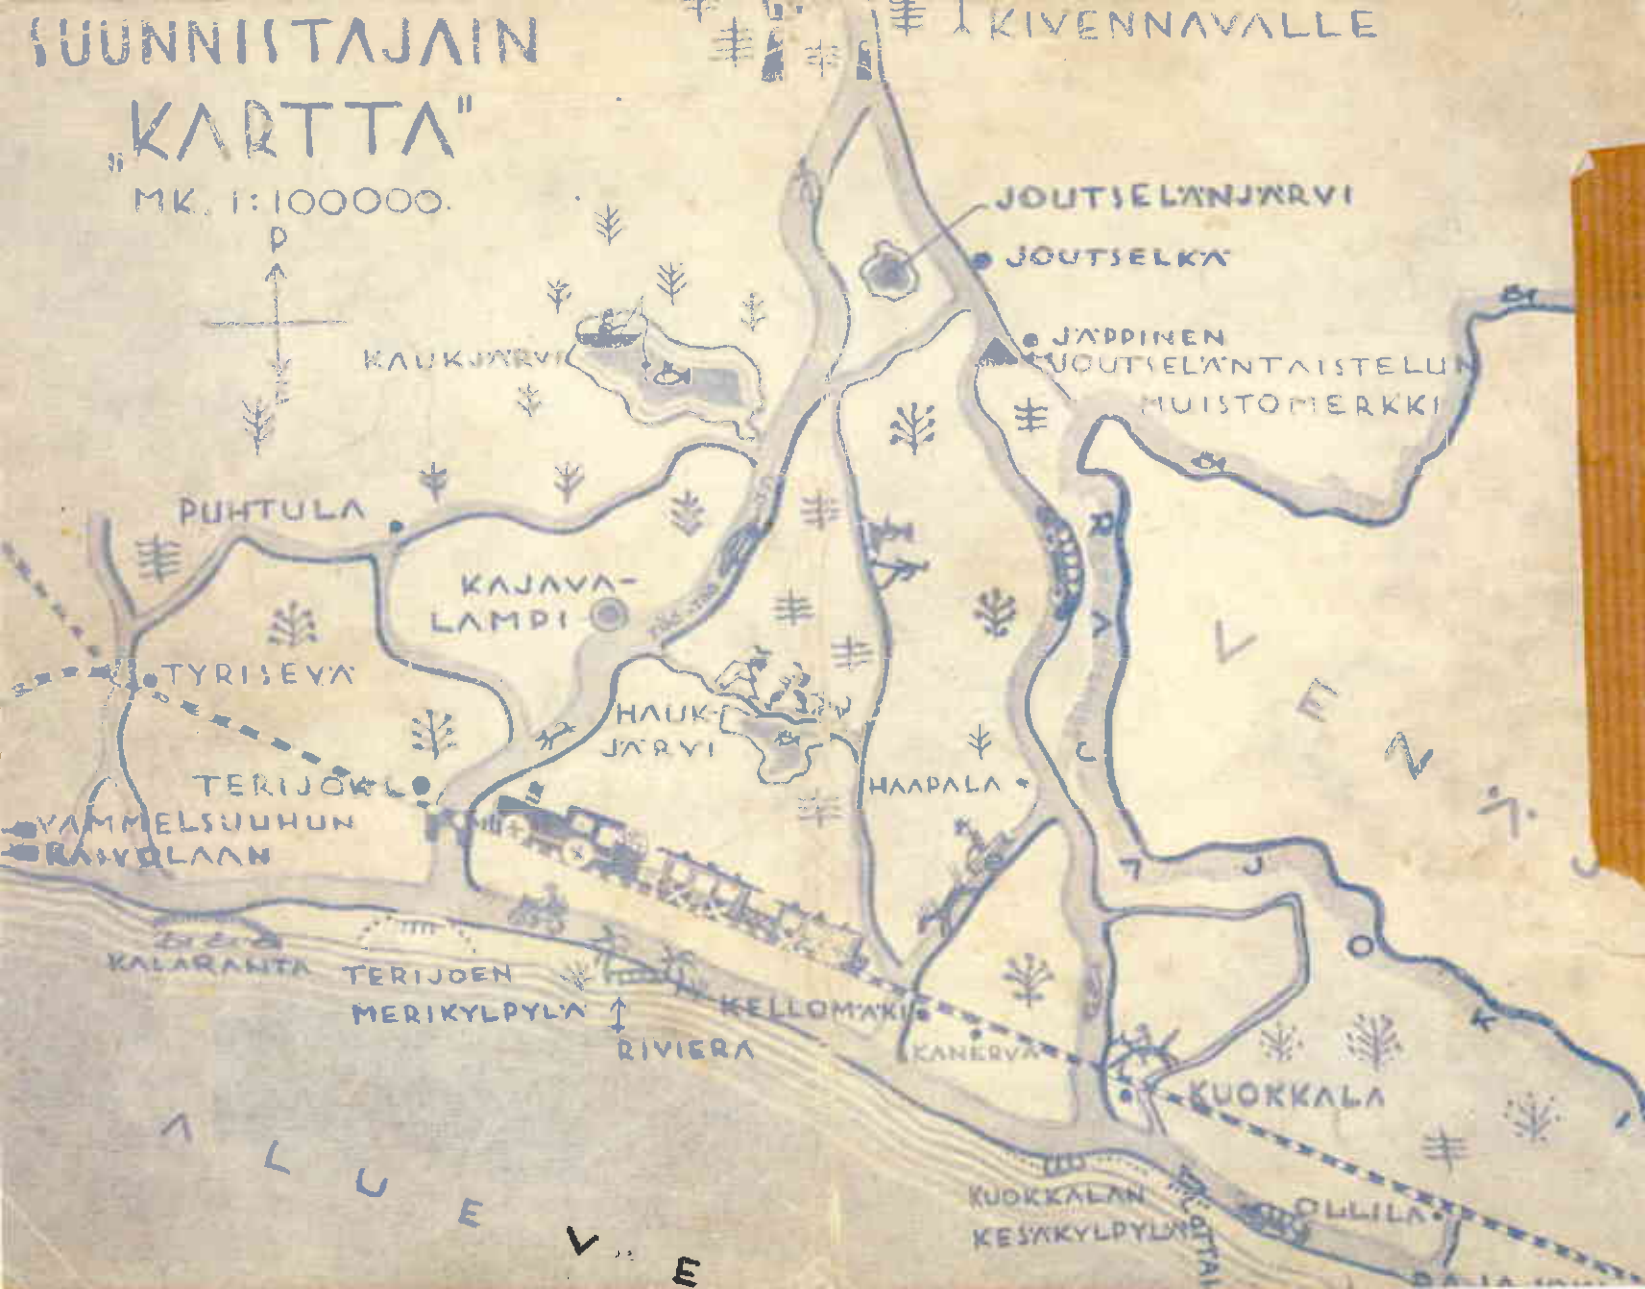 SUUNNISTAJAIN
„KARTTA"
MK. 1:100000.
P
E
KIVENNAVALLE
JOUTSELÄNJÄRVI
JOUTSELKÄ
JÄPPINEN
JOUTSELÄNTAISTELUN
MUISTOMERKKI
KAUKJÄRVI
PUHTULA
KAJAVA-
LAMPI
TYRISEVÄ
HAUK-
JÄRVI
TERIJOKI
HAAPALA
VAMMELSUUHUN
RAIVOLAAN
KALARANTA
TERIJOEN
MERIKYLPYLÄ
RIVIERA
KELLOMÄKI
KANERVA
KUOKKALA
KUOKKALAN
KESÄKYLPYLÄ
OLLILA
RAJAJOKI
ALUEVE
VENÄJ